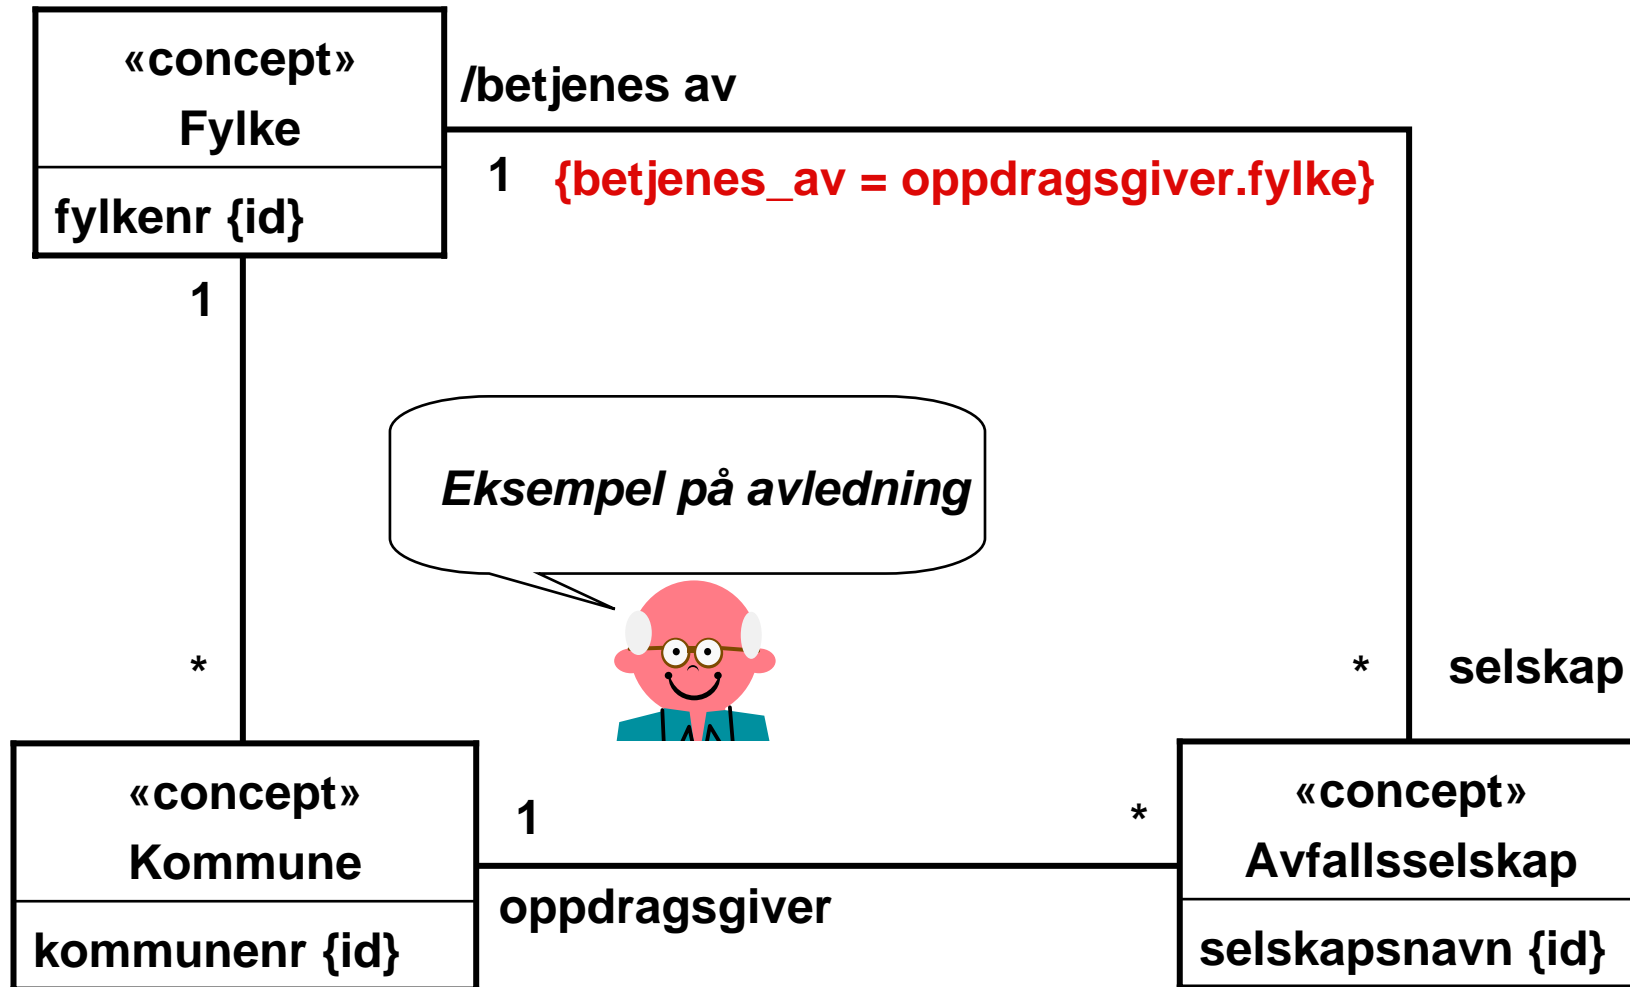 «concept»
Fylke
fylkenr {id}
/betjenes av
1 {betjenes_av = oppdragsgiver.fylke}
1
Eksempel på avledning
*
* selskap
«concept»
Kommune
kommunenr {id}
1
*
oppdragsgiver
«concept»
Avfallsselskap
selskapsnavn {id}